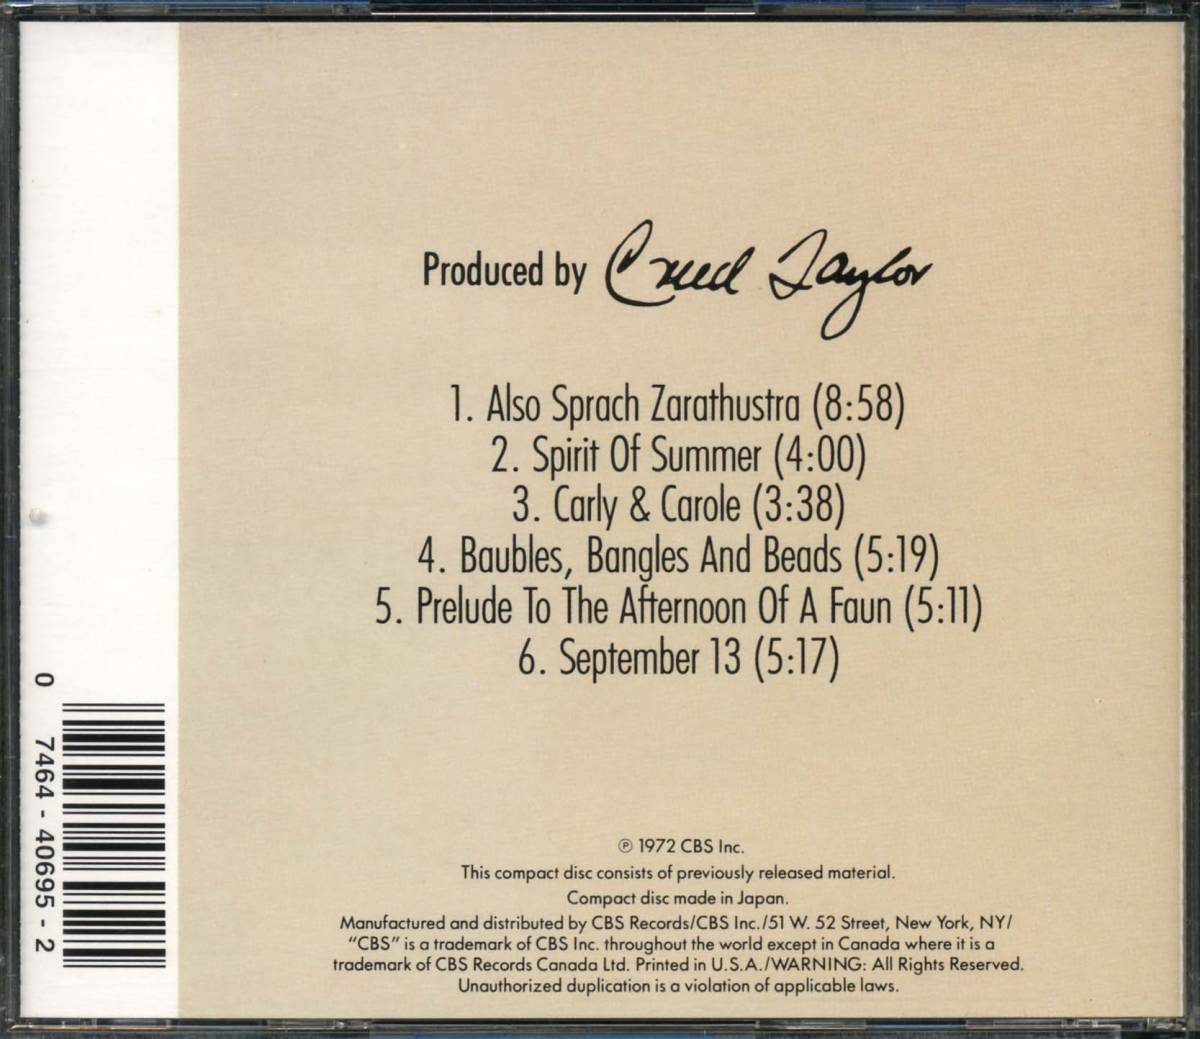 Produced by Creed Taylor
1. Also Sprach Zarathustra (8:58)
2. Spirit Of Summer (4:00)
3. Carly & Carole (3:38)
4. Baubles, Bangles And Beads (5:19)
5. Prelude To The Afternoon Of A Faun (5:11)
6. September 13 (5:17)
0 7464-40695-2
℗ 1972 CBS Inc.
This compact disc consists of previously released material.
Compact disc made in Japan.
Manufactured and distributed by CBS Records/CBS Inc./51 W. 52 Street, New York, NY/
“CBS” is a trademark of CBS Inc. throughout the world except in Canada where it is a
trademark of CBS Records Canada Ltd. Printed in U.S.A./WARNING: All Rights Reserved.
Unauthorized duplication is a violation of applicable laws.